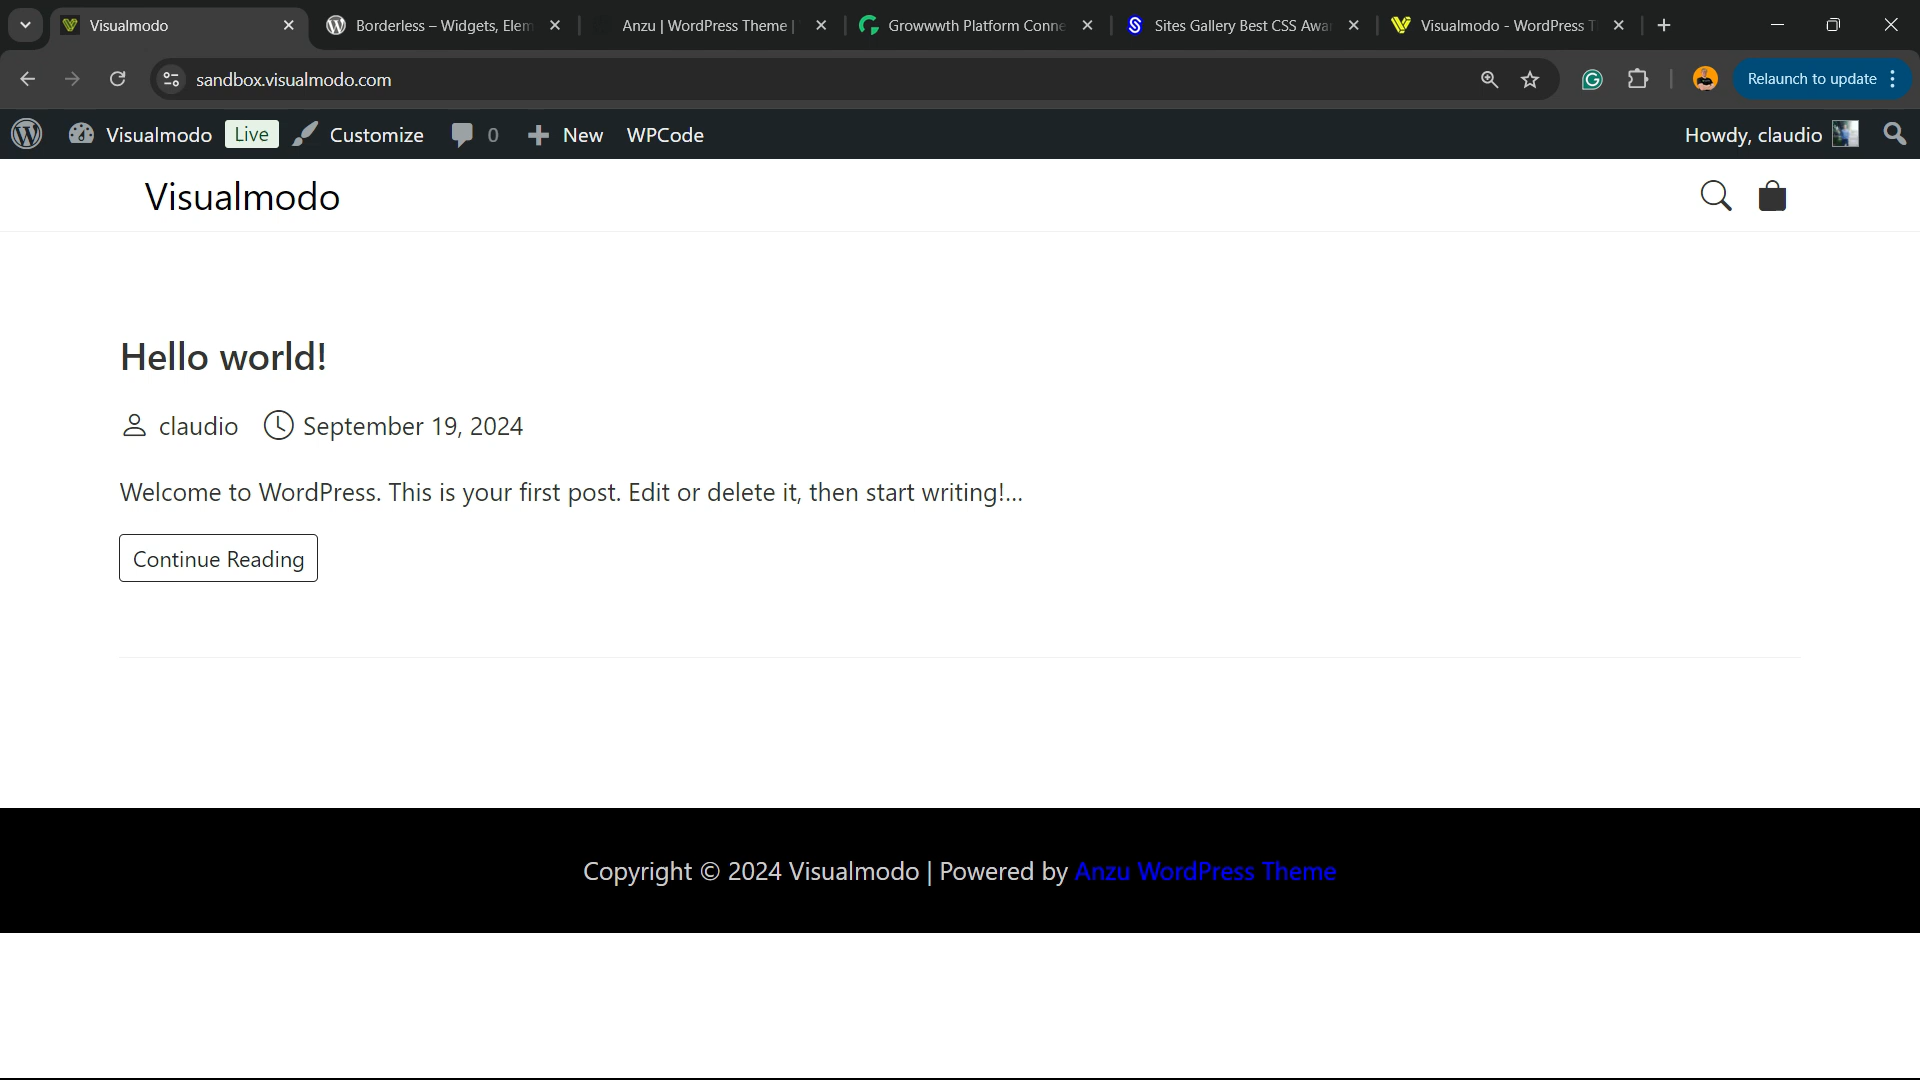 Visualmodo
Borderless – Widgets, Elem
Anzu | WordPress Theme |
Growwwth Platform Conne
Sites Gallery Best CSS Awa
Visualmodo - WordPress T
sandbox.visualmodo.com
Relaunch to update
Visualmodo Live Customize 0 New WPCode
Howdy, claudio
Visualmodo
Hello world!
claudio September 19, 2024
Welcome to WordPress. This is your first post. Edit or delete it, then start writing!...
Continue Reading
Copyright © 2024 Visualmodo | Powered by Anzu WordPress Theme